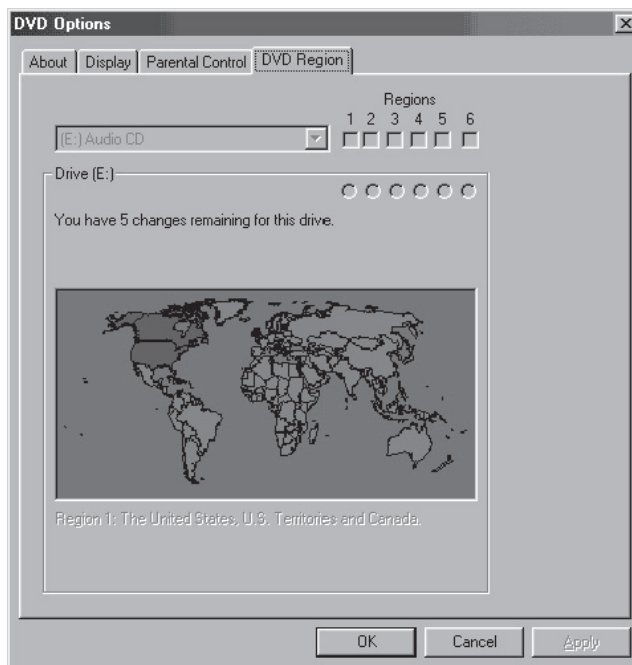 DVD Options
About Display Parental Control DVD Region
Regions
1 2 3 4 5 6
(E:) Audio CD
Drive (E:)
You have 5 changes remaining for this drive.
Region 1: The United States, U.S. Territories and Canada.
OK Cancel Apply